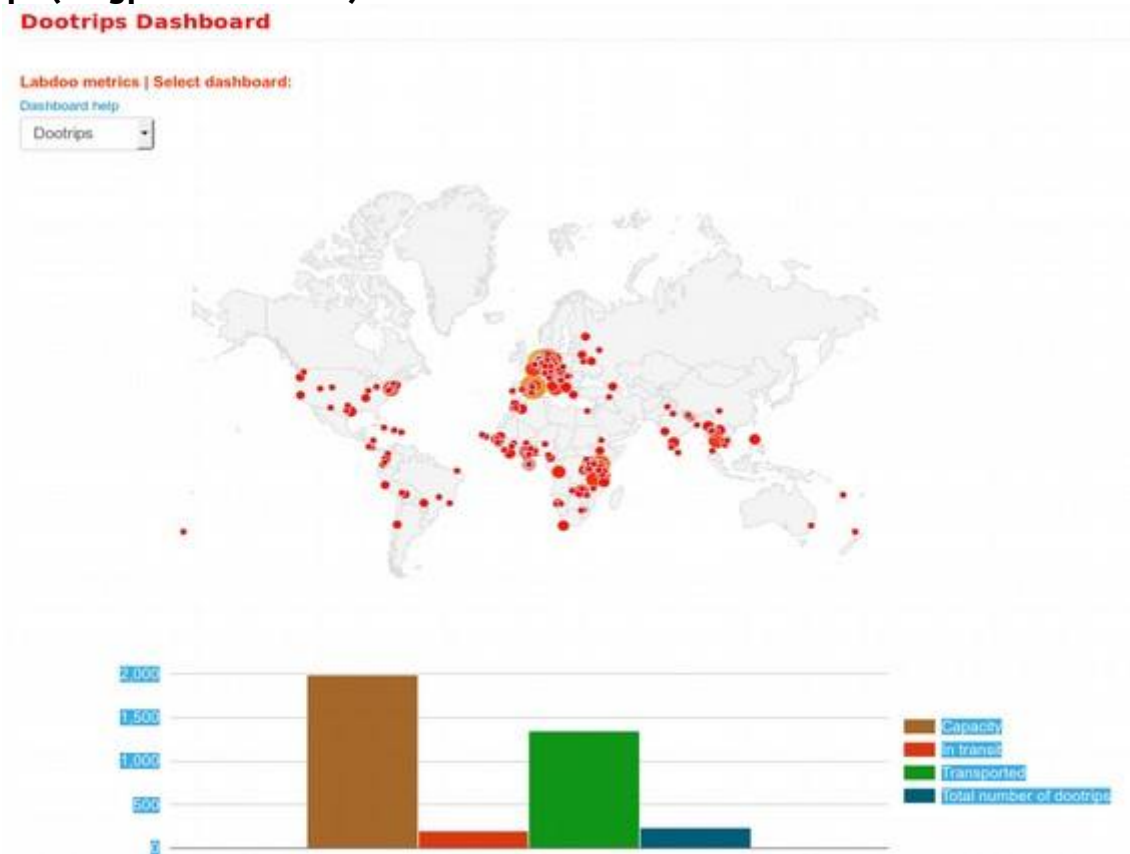 Dootrips Dashboard
Labdoo metrics | Select dashboard:
Dashboard help
Dootrips
2,000
1,500
1,000
500
0
Capacity
In transit
Transported
Total number of dootrips